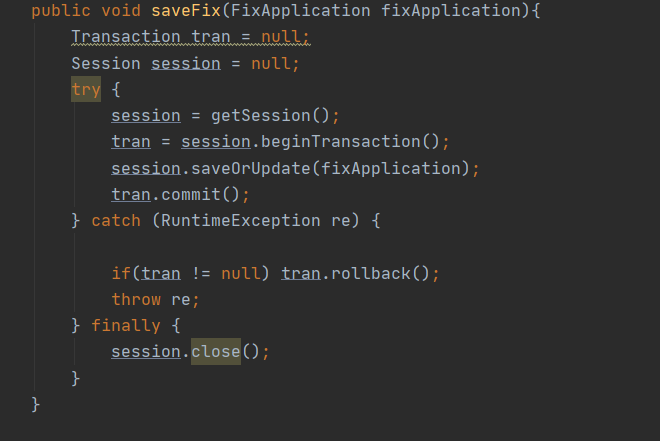 public void saveFix(FixApplication fixApplication){
Transaction tran = null;
Session session = null;
try {
session = getSession();
tran = session.beginTransaction();
session.saveOrUpdate(fixApplication);
tran.commit();
} catch (RuntimeException re) {
if(tran != null) tran.rollback();
throw re;
} finally {
session.close();
}
}